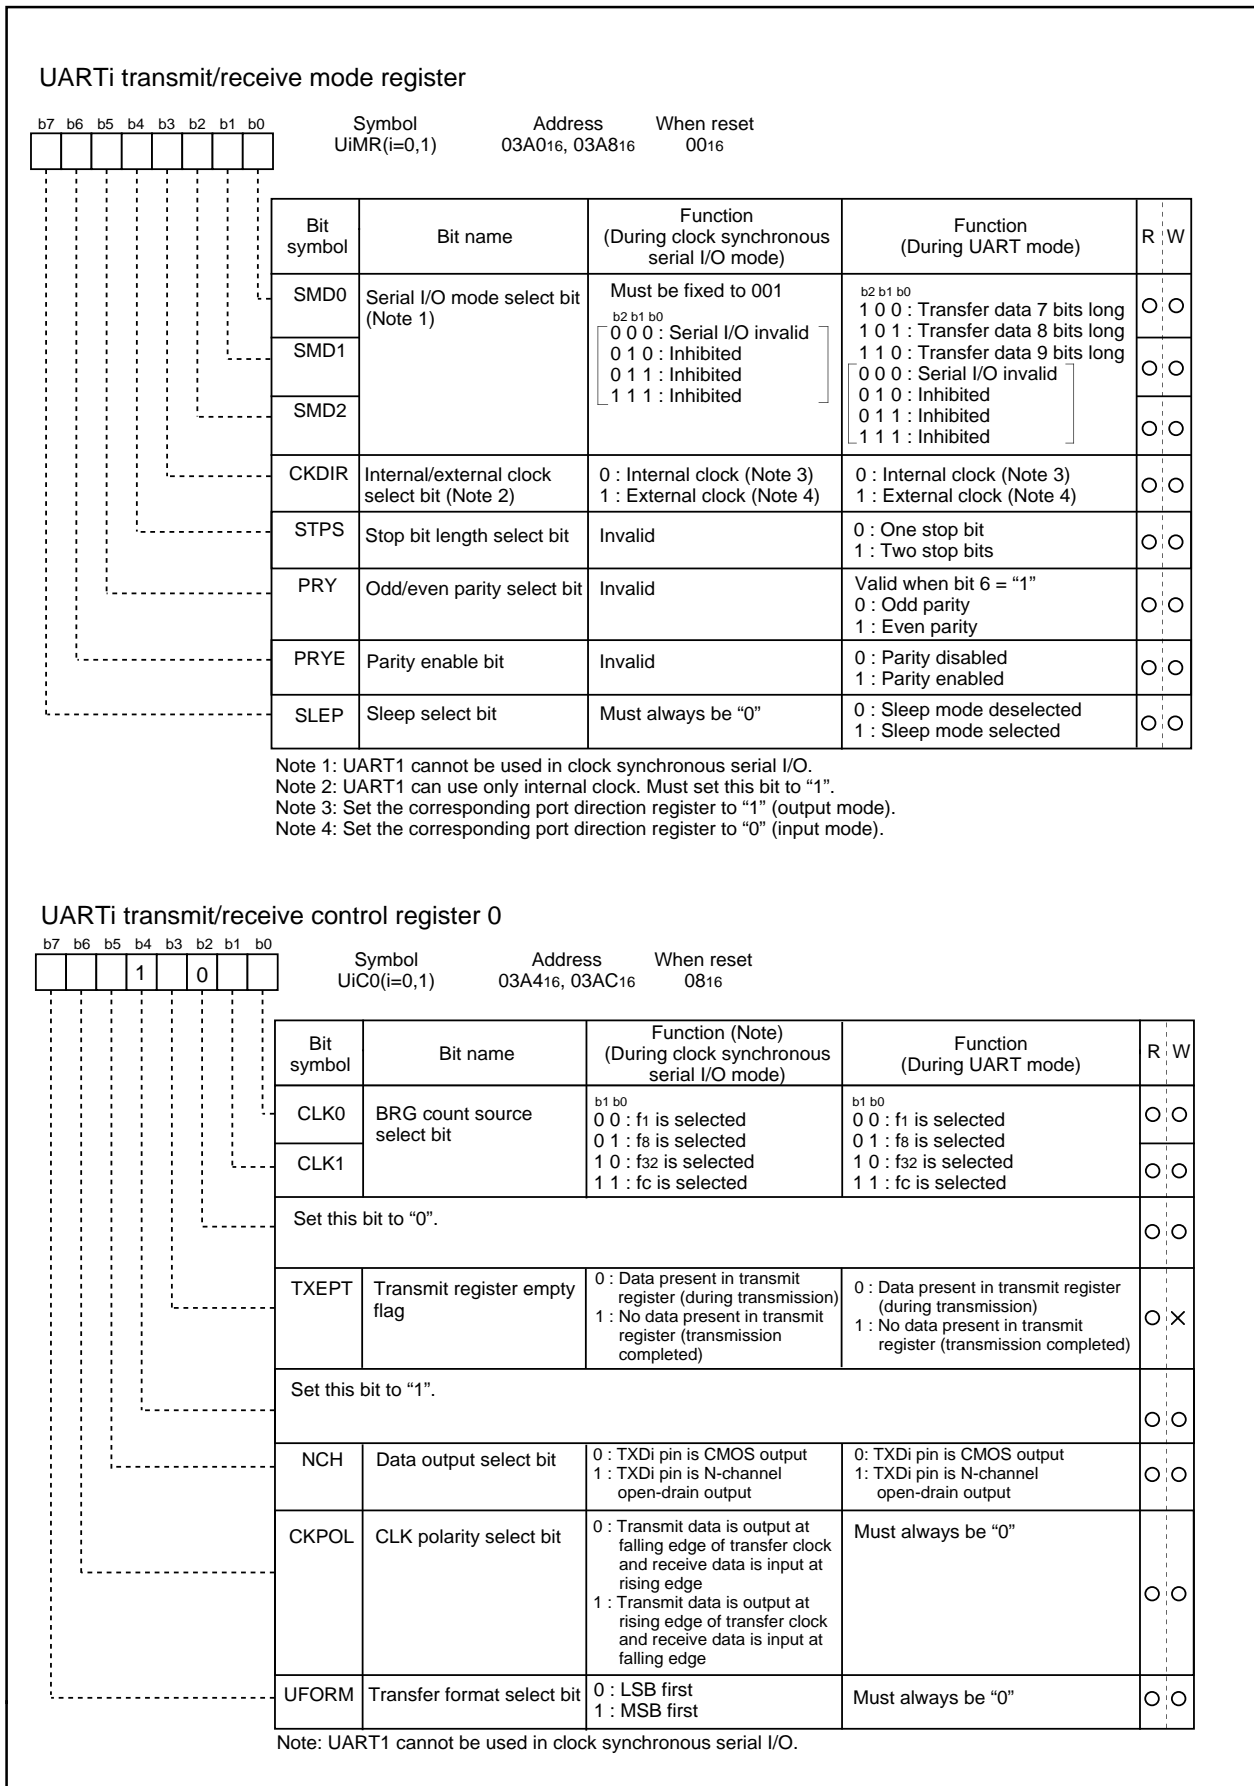 UARTi transmit/receive mode register
b7 b6 b5 b4 b3 b2 b1 b0
Symbol Address When reset
UiMR(i=0,1) 03A016, 03A816 0016
Bit symbol Bit name Function (During clock synchronous serial I/O mode) Function (During UART mode) R W
SMD0 Serial I/O mode select bit (Note 1)
SMD1
SMD2
Must be fixed to 001
b2 b1 b0
0 0 0 : Serial I/O invalid
0 1 0 : Inhibited
0 1 1 : Inhibited
1 1 1 : Inhibited
b2 b1 b0
1 0 0 : Transfer data 7 bits long
1 0 1 : Transfer data 8 bits long
1 1 0 : Transfer data 9 bits long
0 0 0 : Serial I/O invalid
0 1 0 : Inhibited
0 1 1 : Inhibited
1 1 1 : Inhibited
CKDIR Internal/external clock select bit (Note 2)
0 : Internal clock (Note 3)
1 : External clock (Note 4)
0 : Internal clock (Note 3)
1 : External clock (Note 4)
STPS Stop bit length select bit Invalid
0 : One stop bit
1 : Two stop bits
PRY Odd/even parity select bit Invalid
Valid when bit 6 = “1”
0 : Odd parity
1 : Even parity
PRYE Parity enable bit Invalid
0 : Parity disabled
1 : Parity enabled
SLEP Sleep select bit Must always be “0”
0 : Sleep mode deselected
1 : Sleep mode selected
Note 1: UART1 cannot be used in clock synchronous serial I/O.
Note 2: UART1 can use only internal clock. Must set this bit to “1”.
Note 3: Set the corresponding port direction register to “1” (output mode).
Note 4: Set the corresponding port direction register to “0” (input mode).
UARTi transmit/receive control register 0
b7 b6 b5 b4 b3 b2 b1 b0
1 0
Symbol Address When reset
UiC0(i=0,1) 03A416, 03AC16 0816
Bit symbol Bit name Function (Note) (During clock synchronous serial I/O mode) Function (During UART mode) R W
CLK0 BRG count source select bit
CLK1
b1 b0
0 0 : f1 is selected
0 1 : f8 is selected
1 0 : f32 is selected
1 1 : fc is selected
b1 b0
0 0 : f1 is selected
0 1 : f8 is selected
1 0 : f32 is selected
1 1 : fc is selected
Set this bit to “0”.
TXEPT Transmit register empty flag
0 : Data present in transmit
register (during transmission)
1 : No data present in transmit
register (transmission
completed)
0 : Data present in transmit register
(during transmission)
1 : No data present in transmit
register (transmission completed)
Set this bit to “1”.
NCH Data output select bit
0 : TXDi pin is CMOS output
1 : TXDi pin is N-channel
open-drain output
0: TXDi pin is CMOS output
1: TXDi pin is N-channel
open-drain output
CKPOL CLK polarity select bit
0 : Transmit data is output at
falling edge of transfer clock
and receive data is input at
rising edge
1 : Transmit data is output at
rising edge of transfer clock
and receive data is input at
falling edge
Must always be “0”
UFORM Transfer format select bit
0 : LSB first
1 : MSB first
Must always be “0”
Note: UART1 cannot be used in clock synchronous serial I/O.